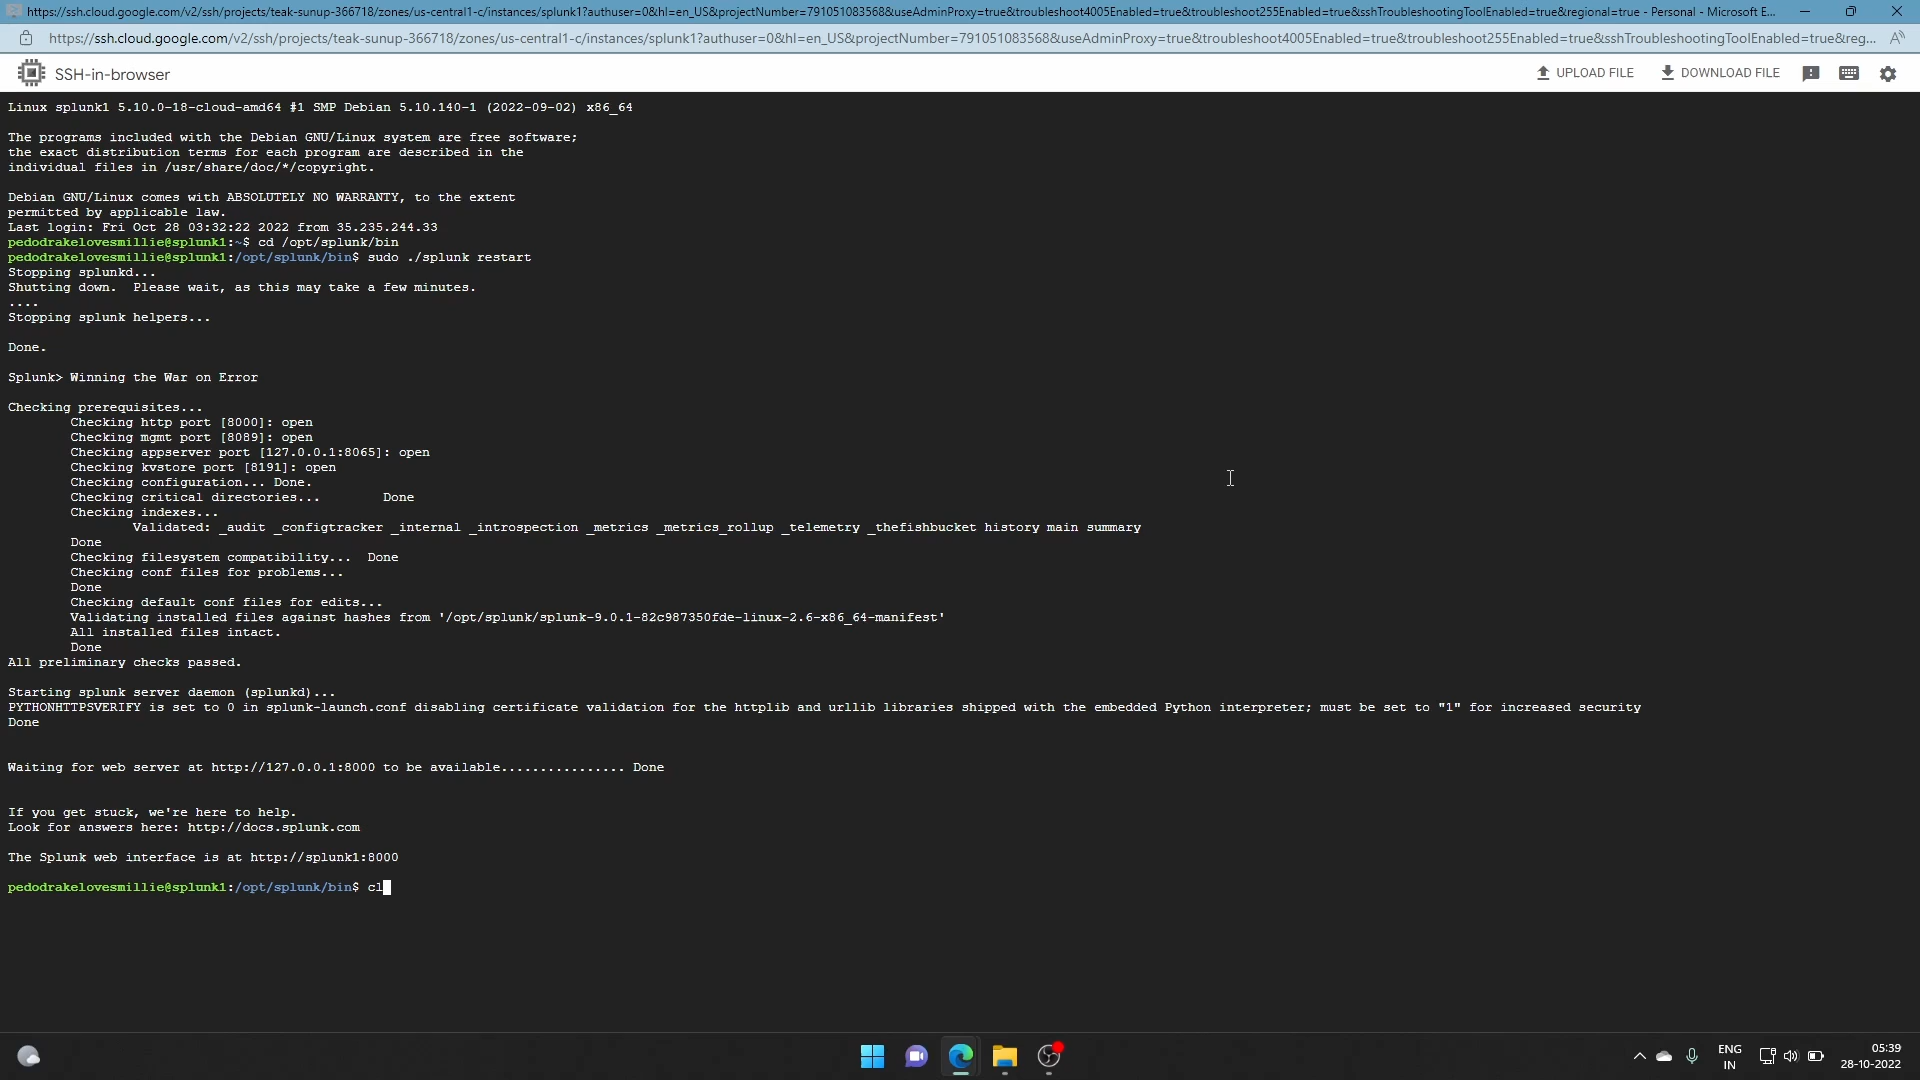 https://ssh.cloud.google.com/v2/ssh/projects/teak-sunup-366718/zones/us-central1-c/instances/splunk1?authuser=0&hl=en_US&projectNumber=791051083568&useAdminProxy=true&troubleshoot4005Enabled=true&troubleshoot255Enabled=true&sshTroubleshootingToolEnabled=true&regional=true - Personal - Microsoft E...
https://ssh.cloud.google.com/v2/ssh/projects/teak-sunup-366718/zones/us-central1-c/instances/splunk1?authuser=0&hl=en_US&projectNumber=791051083568&useAdminProxy=true&troubleshoot4005Enabled=true&troubleshoot255Enabled=true&sshTroubleshootingToolEnabled=true&reg...
SSH-in-browser
UPLOAD FILE
DOWNLOAD FILE
Linux splunk1 5.10.0-18-cloud-amd64 #1 SMP Debian 5.10.140-1 (2022-09-02) x86_64
The programs included with the Debian GNU/Linux system are free software;
the exact distribution terms for each program are described in the
individual files in /usr/share/doc/*/copyright.
Debian GNU/Linux comes with ABSOLUTELY NO WARRANTY, to the extent
permitted by applicable law.
Last login: Fri Oct 28 03:32:22 2022 from 35.235.244.33
pedodrakelovesmillie@splunk1:~$ cd /opt/splunk/bin
pedodrakelovesmillie@splunk1:/opt/splunk/bin$ sudo ./splunk restart
Stopping splunkd...
Shutting down.  Please wait, as this may take a few minutes.
....
Stopping splunk helpers...
Done.
Splunk> Winning the War on Error
Checking prerequisites...
Checking http port [8000]: open
Checking mgmt port [8089]: open
Checking appserver port [127.0.0.1:8065]: open
Checking kvstore port [8191]: open
Checking configuration... Done.
Checking critical directories...        Done
Checking indexes...
Validated: _audit _configtracker _internal _introspection _metrics _metrics_rollup _telemetry _thefishbucket history main summary
Done
Checking filesystem compatibility...  Done
Checking conf files for problems...
Done
Checking default conf files for edits...
Validating installed files against hashes from '/opt/splunk/splunk-9.0.1-82c987350fde-linux-2.6-x86_64-manifest'
All installed files intact.
Done
All preliminary checks passed.
Starting splunk server daemon (splunkd)...
PYTHONHTTPSVERIFY is set to 0 in splunk-launch.conf disabling certificate validation for the httplib and urllib libraries shipped with the embedded Python interpreter; must be set to "1" for increased security
Done
Waiting for web server at http://127.0.0.1:8000 to be available................ Done
If you get stuck, we're here to help.
Look for answers here: http://docs.splunk.com
The Splunk web interface is at http://splunk1:8000
pedodrakelovesmillie@splunk1:/opt/splunk/bin$ cl
ENG
IN
05:39
28-10-2022